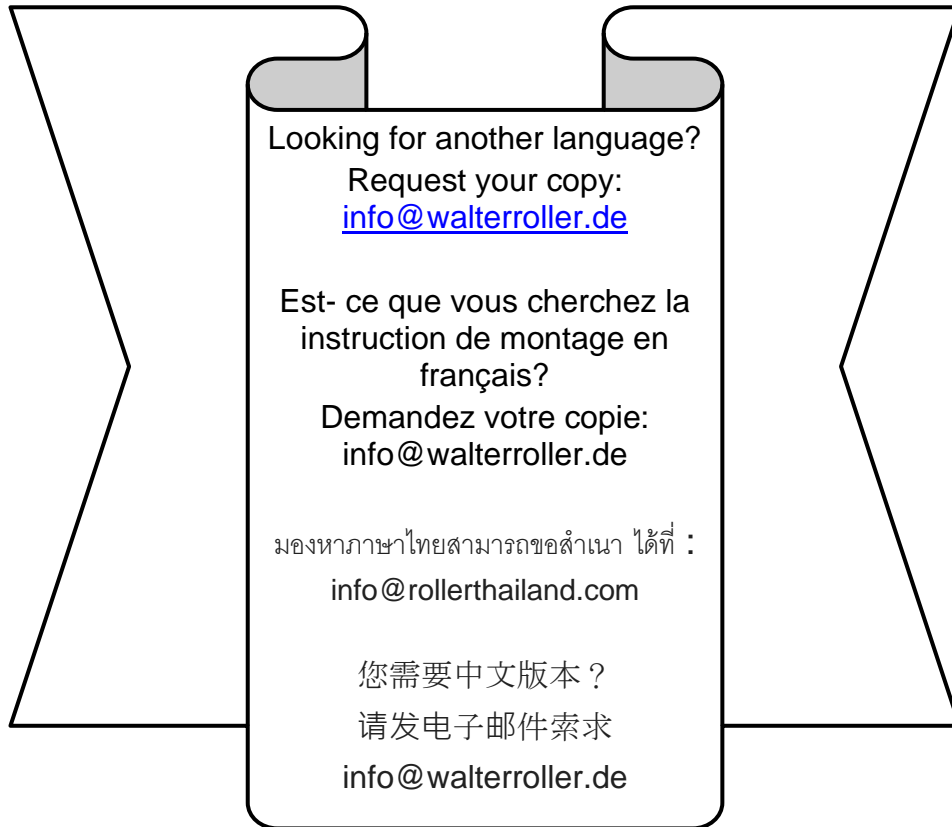 Looking for another language?
Request your copy:
info@walterroller.de
Est- ce que vous cherchez la
instruction de montage en
français?
Demandez votre copie:
info@walterroller.de
มองหาภาษาไทยสามารถขอสำเนา ได้ที่ :
info@rollerthailand.com
您需要中文版本？
请发电子邮件索求
info@walterroller.de